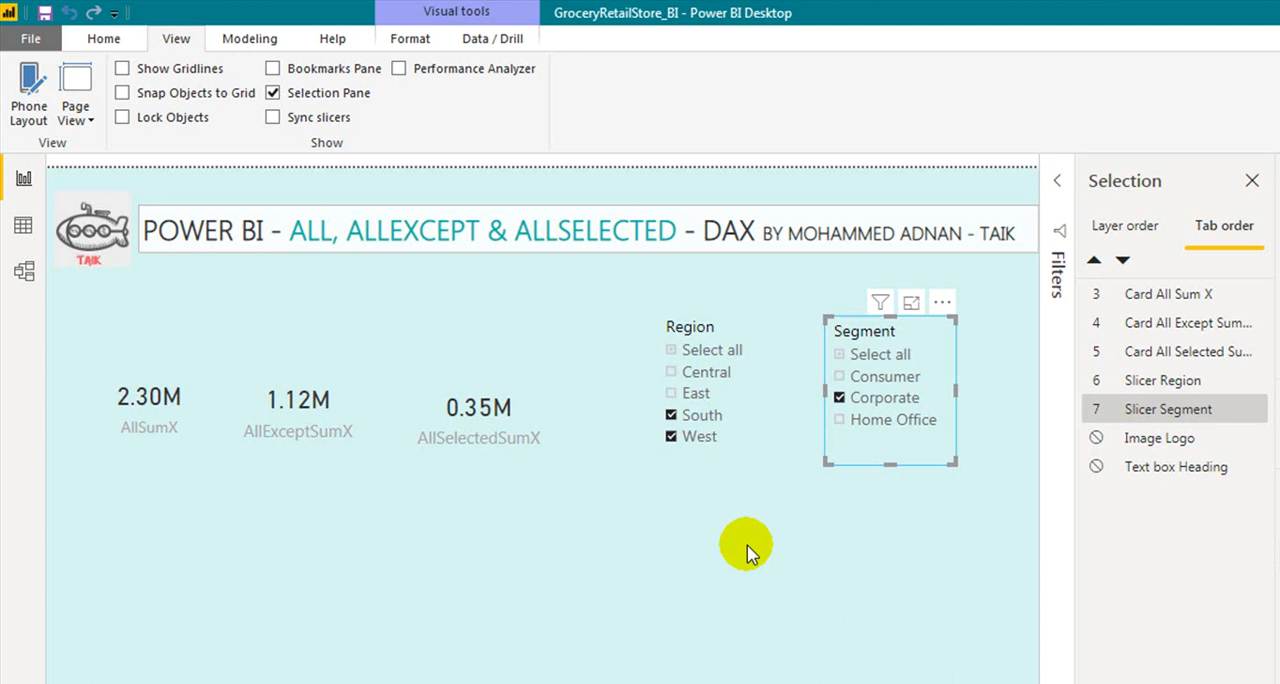 Visual tools
GroceryRetailStore_BI - Power BI Desktop
File Home View Modeling Help Format Data / Drill
Show Gridlines
Bookmarks Pane
Performance Analyzer
Snap Objects to Grid
Selection Pane
Lock Objects
Sync slicers
Phone Layout
Page View
View
Show
TAIK
POWER BI - ALL, ALLEXCEPT & ALLSELECTED - DAX BY MOHAMMED ADNAN - TAIK
2.30M
AllSumX
1.12M
AllExceptSumX
0.35M
AllSelectedSumX
Region
Select all
Central
East
South
West
Segment
Select all
Consumer
Corporate
Home Office
Filters
Selection
Layer order
Tab order
3 Card All Sum X
4 Card All Except Sum...
5 Card All Selected Su...
6 Slicer Region
7 Slicer Segment
Image Logo
Text box Heading